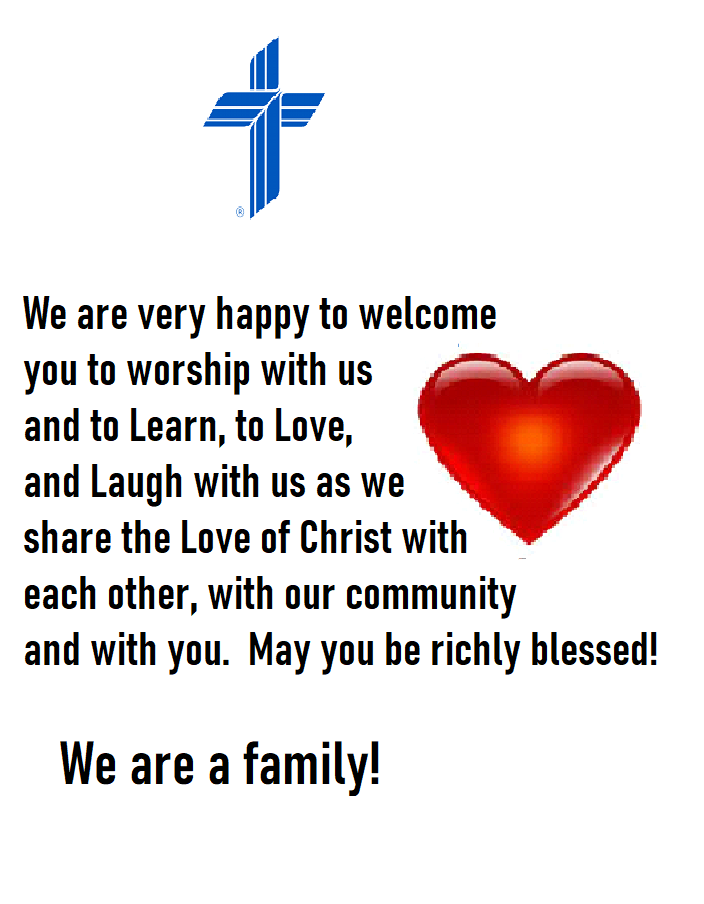 ®
We are very happy to welcome
you to worship with us
and to Learn, to Love,
and Laugh with us as we
share the Love of Christ with
each other, with our community
and with you.  May you be richly blessed!
We are a family!